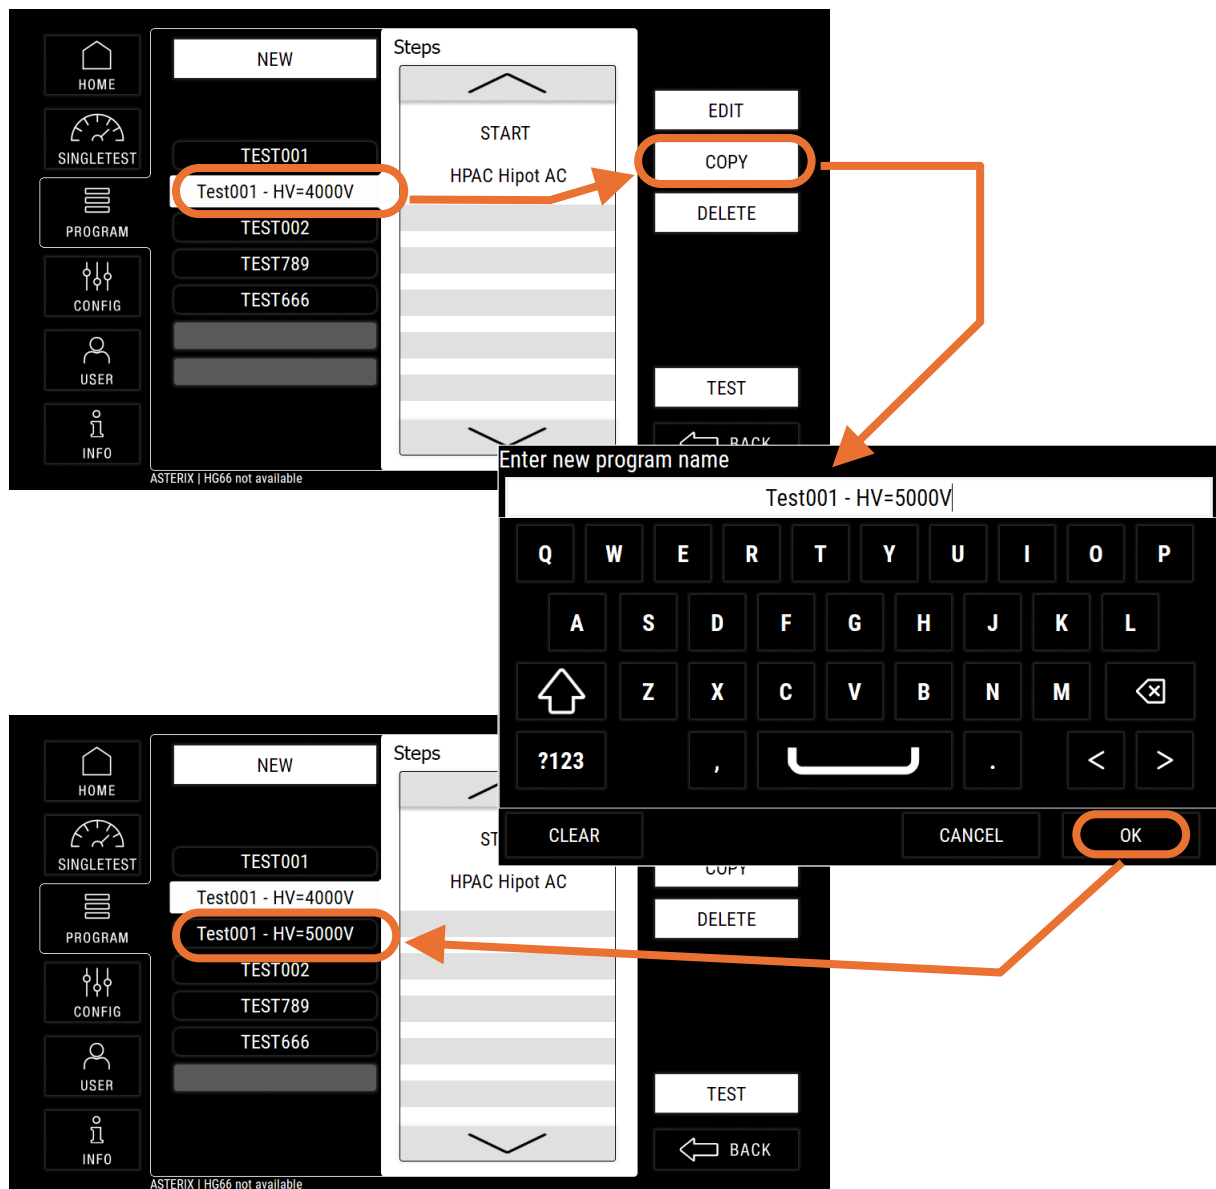 HOME
SINGLETEST
PROGRAM
CONFIG
USER
INFO
NEW
TEST001
Test001 - HV=4000V
TEST002
TEST789
TEST666
Steps
START
HPAC Hipot AC
EDIT
COPY
DELETE
TEST
BACK
ASTERIX | HG66 not available
Enter new program name
Test001 - HV=5000V
Q W E R T Y U I O P
A S D F G H J K L
Z X C V B N M
?123 , . < >
CLEAR CANCEL OK
HOME
SINGLETEST
PROGRAM
CONFIG
USER
INFO
NEW
TEST001
Test001 - HV=4000V
Test001 - HV=5000V
TEST002
TEST789
TEST666
Steps
ST
HPAC Hipot AC
COPY
DELETE
TEST
BACK
ASTERIX | HG66 not available